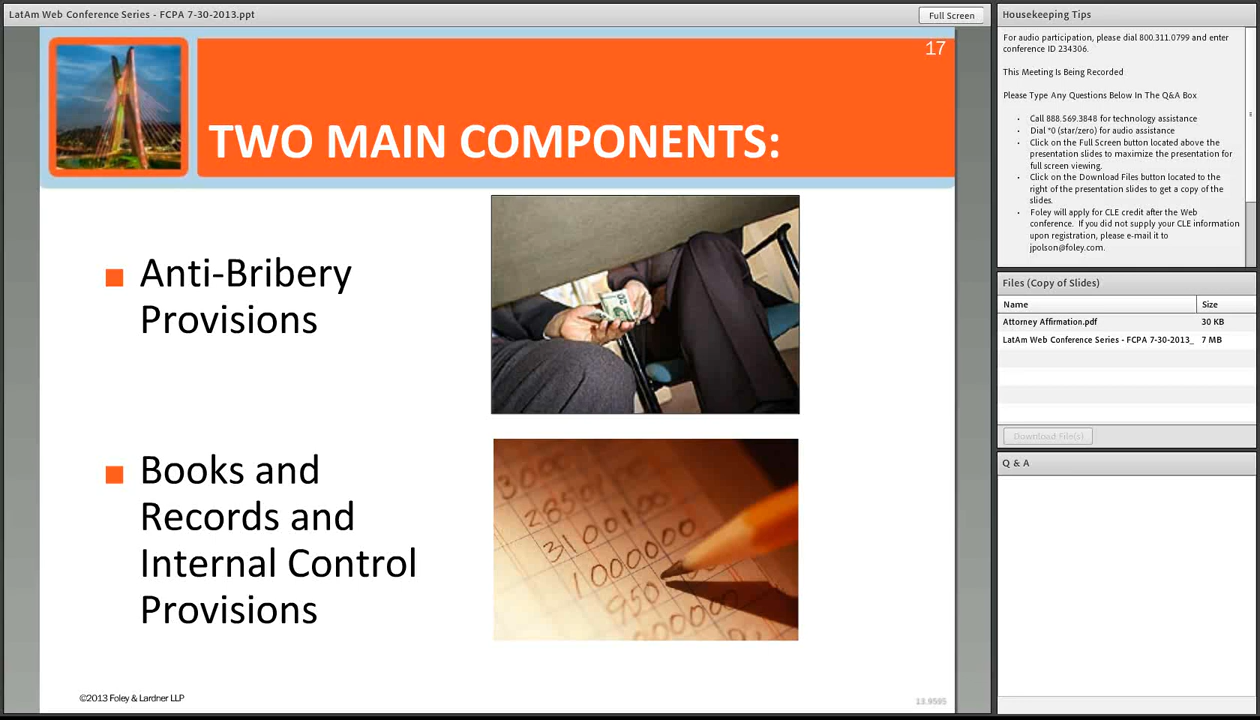 LatAm Web Conference Series - FCPA 7-30-2013.ppt
Full Screen
17
TWO MAIN COMPONENTS:
Anti-Bribery
Provisions
20
Books and
Records and
Internal Control
Provisions
3000
3100100
1000000
950
©2013 Foley & Lardner LLP
13.9595
Housekeeping Tips
For audio participation, please dial 800.311.0799 and enter
conference ID 234306.
This Meeting Is Being Recorded
Please Type Any Questions Below In The Q&A Box
Call 888.569.3848 for technology assistance
Dial *0 (star/zero) for audio assistance
Click on the Full Screen button located above the
presentation slides to maximize the presentation for
full screen viewing.
Click on the Download Files button located to the
right of the presentation slides to get a copy of the
slides.
Foley will apply for CLE credit after the Web
conference. If you did not supply your CLE information
upon registration, please e-mail it to
jpolson@foley.com.
Files (Copy of Slides)
Name Size
Attorney Affirmation.pdf 30 KB
LatAm Web Conference Series - FCPA 7-30-2013_ 7 MB
Download File(s)
Q & A